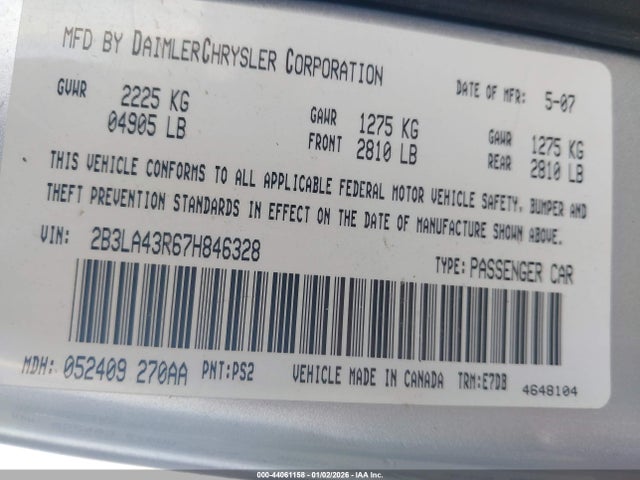 MFD BY DAIMLERCHRYSLER CORPORATION
DATE OF MFR: 5-07
GVWR 2225 KG
04905 LB
GAWR FRONT 1275 KG
2810 LB
GAWR REAR 1275 KG
2810 LB
THIS VEHICLE CONFORMS TO ALL APPLICABLE FEDERAL MOTOR VEHICLE SAFETY, BUMPER AND
THEFT PREVENTION STANDARDS IN EFFECT ON THE DATE OF MANUFACTURE SHOWN ABOVE.
VIN: 2B3LA43R67H846328
TYPE: PASSENGER CAR
MDH: 052409 270AA PNT: PS2 VEHICLE MADE IN CANADA TRM: E7DB
4648104
000-44061158 - 01/02/2026 - IAA Inc.